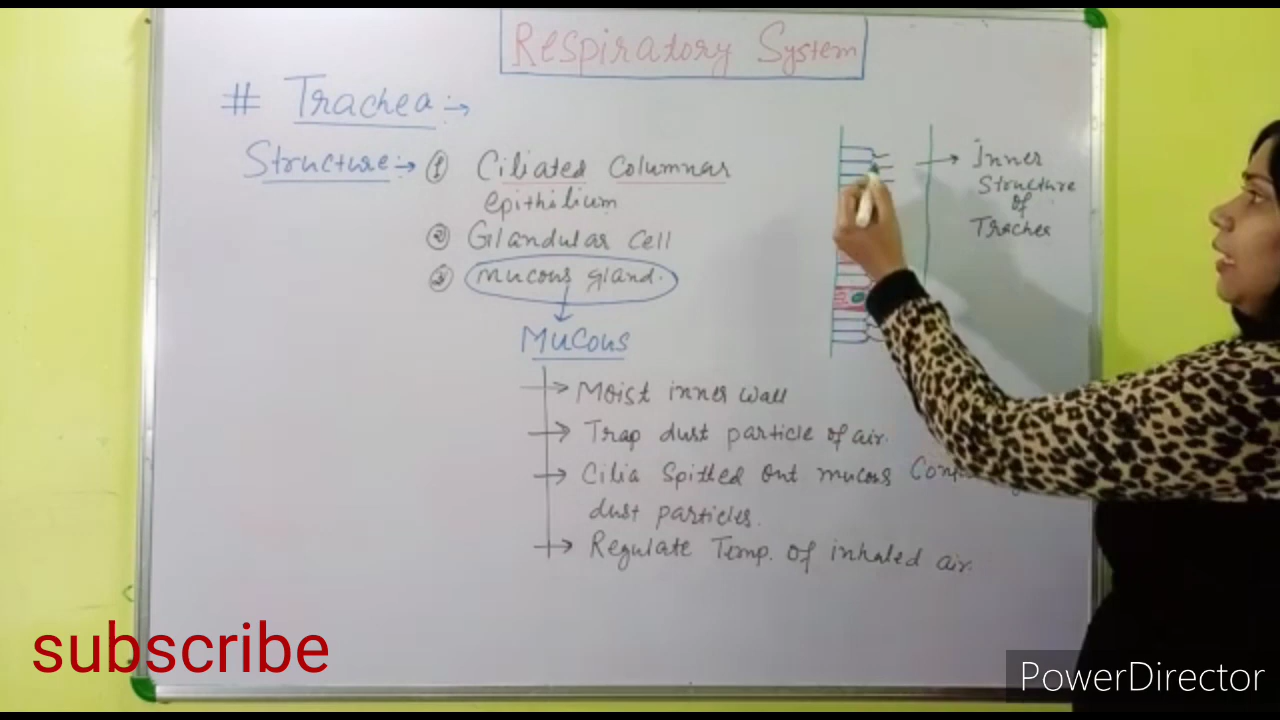 Respiratory System
# Trachea :→
Structure :→ ① Ciliated Columnar
epithilium
② Glandular Cell
③ mucous gland.
Mucous
→ Moist inner wall
→ Trap dust particle of air.
→ Cilia Spitted out mucous
dust particles.
→ Regulate Temp. of inhaled air.
→ Inner
Structure
of
Trachea
subscribe
PowerDirector